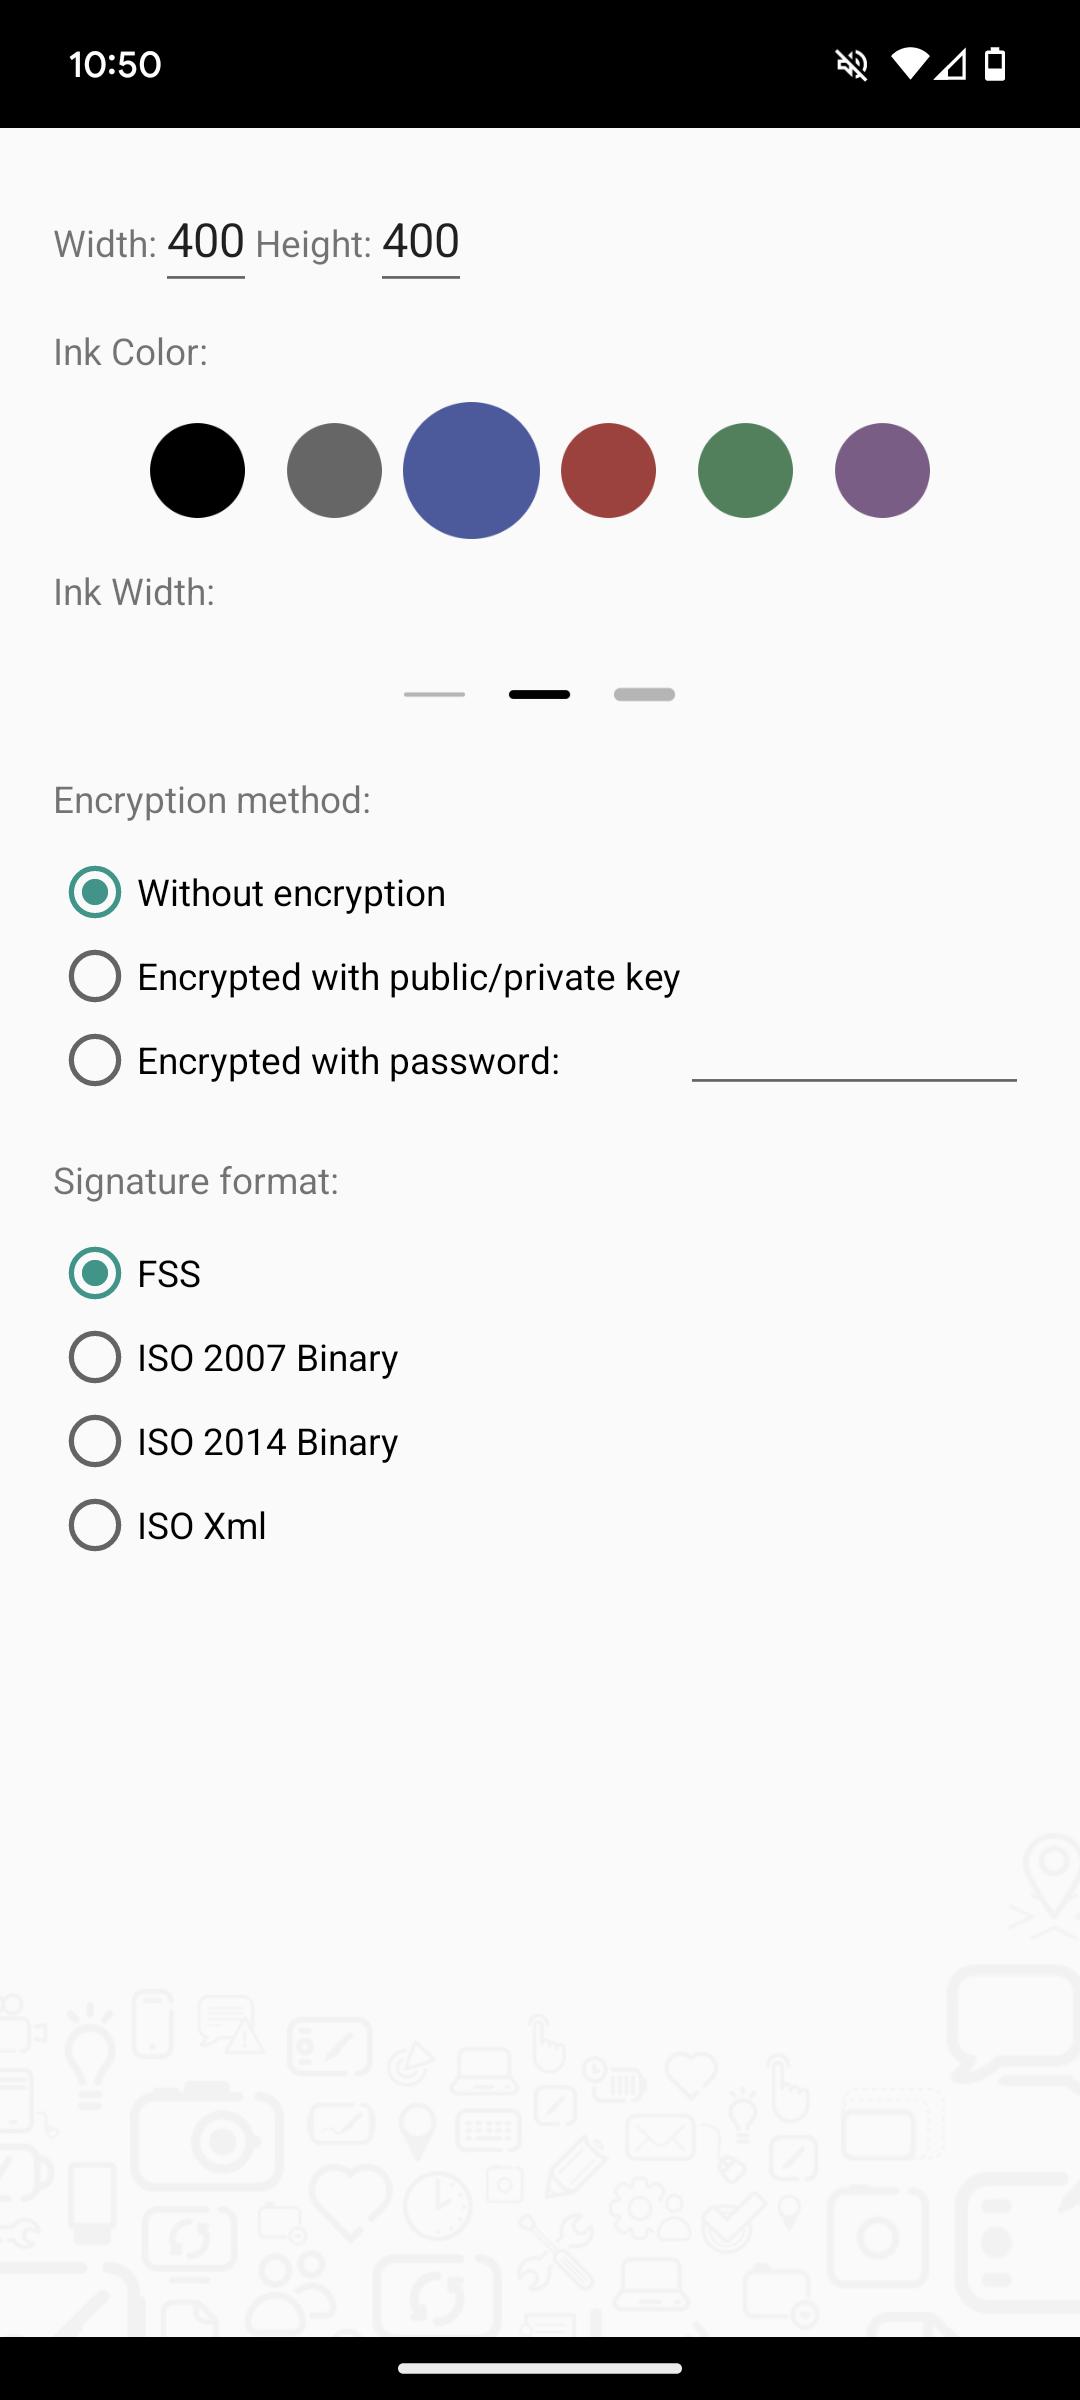 10:50
Width: 400 Height: 400
Ink Color:
Ink Width:
Encryption method:
Without encryption
Encrypted with public/private key
Encrypted with password:
Signature format:
FSS
ISO 2007 Binary
ISO 2014 Binary
ISO Xml